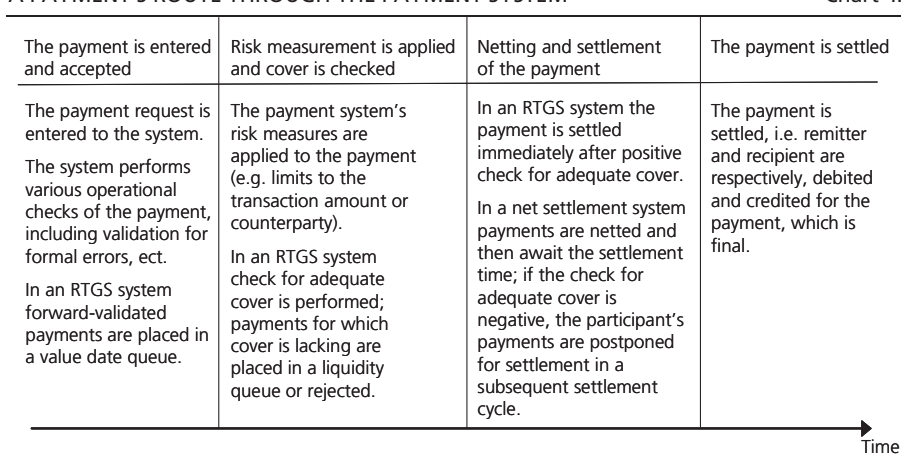 The payment is entered
and accepted
Risk measurement is applied
and cover is checked
Netting and settlement
of the payment
The payment is settled
The payment request is
entered to the system.
The system performs
various operational
checks of the payment,
including validation for
formal errors, ect.
In an RTGS system
forward-validated
payments are placed in
a value date queue.
The payment system's
risk measures are
applied to the payment
(e.g. limits to the
transaction amount or
counterparty).
In an RTGS system
check for adequate
cover is performed;
payments for which
cover is lacking are
placed in a liquidity
queue or rejected.
In an RTGS system the
payment is settled
immediately after positive
check for adequate cover.
In a net settlement system
payments are netted and
then await the settlement
time; if the check for
adequate cover is
negative, the participant's
payments are postponed
for settlement in a
subsequent settlement
cycle.
The payment is
settled, i.e. remitter
and recipient are
respectively, debited
and credited for the
payment, which is
final.
Time